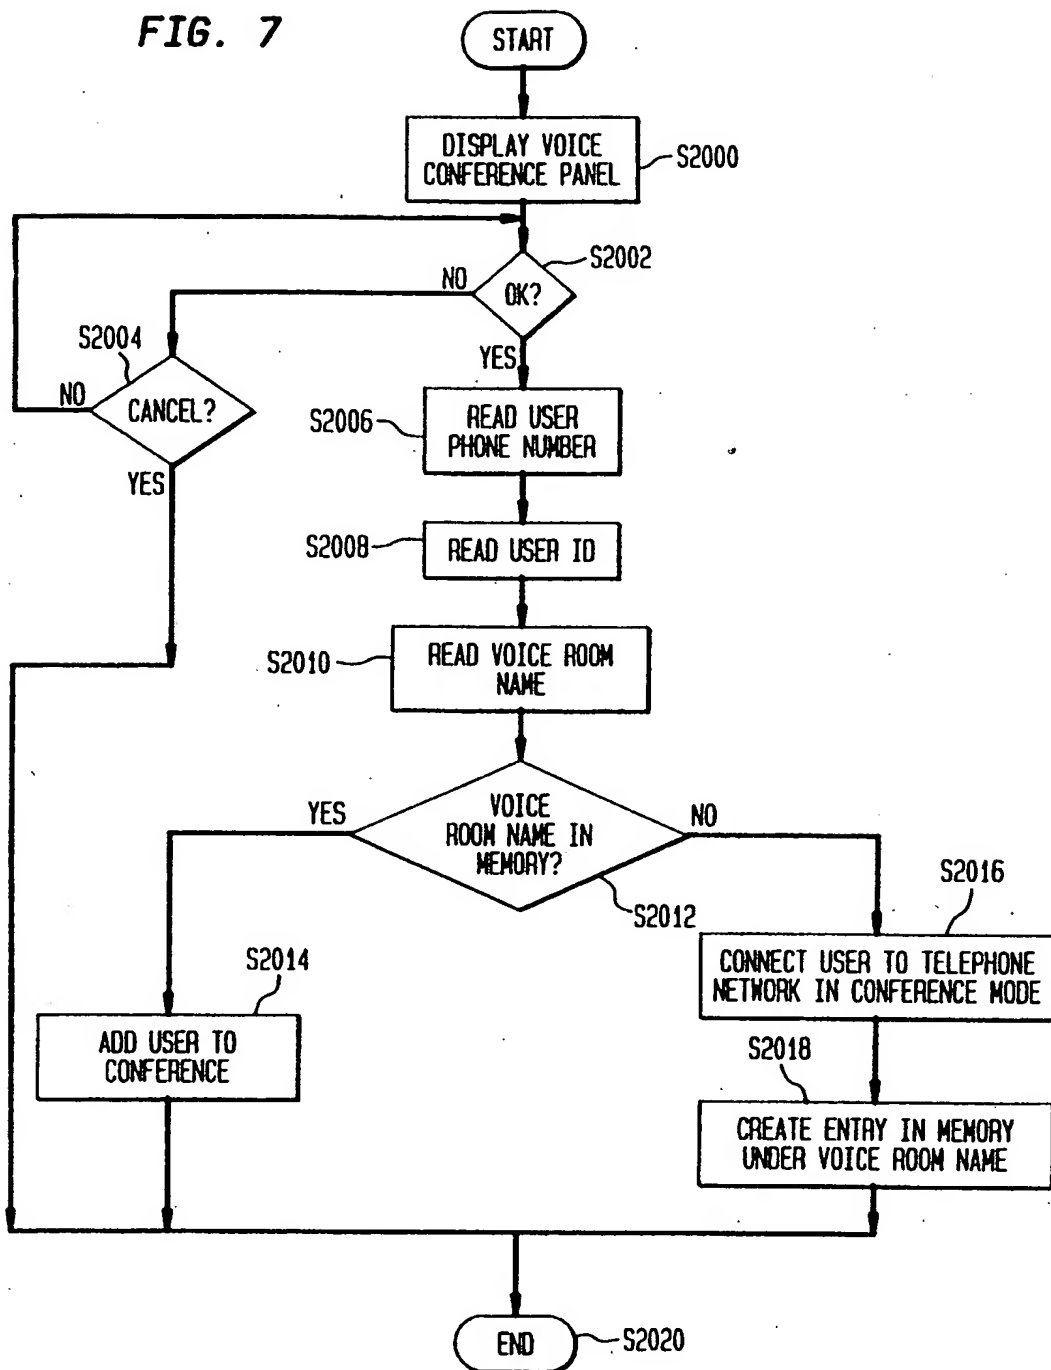 FIG. 7
START
DISPLAY VOICE
CONFERENCE PANEL
S2000
S2002
NO
OK?
S2004
YES
NO
CANCEL?
YES
S2006
READ USER
PHONE NUMBER
S2008
READ USER ID
S2010
READ VOICE ROOM
NAME
YES
VOICE
ROOM NAME IN
MEMORY?
NO
S2012
S2016
S2014
CONNECT USER TO TELEPHONE
NETWORK IN CONFERENCE MODE
ADD USER TO
CONFERENCE
S2018
CREATE ENTRY IN MEMORY
UNDER VOICE ROOM NAME
END
S2020